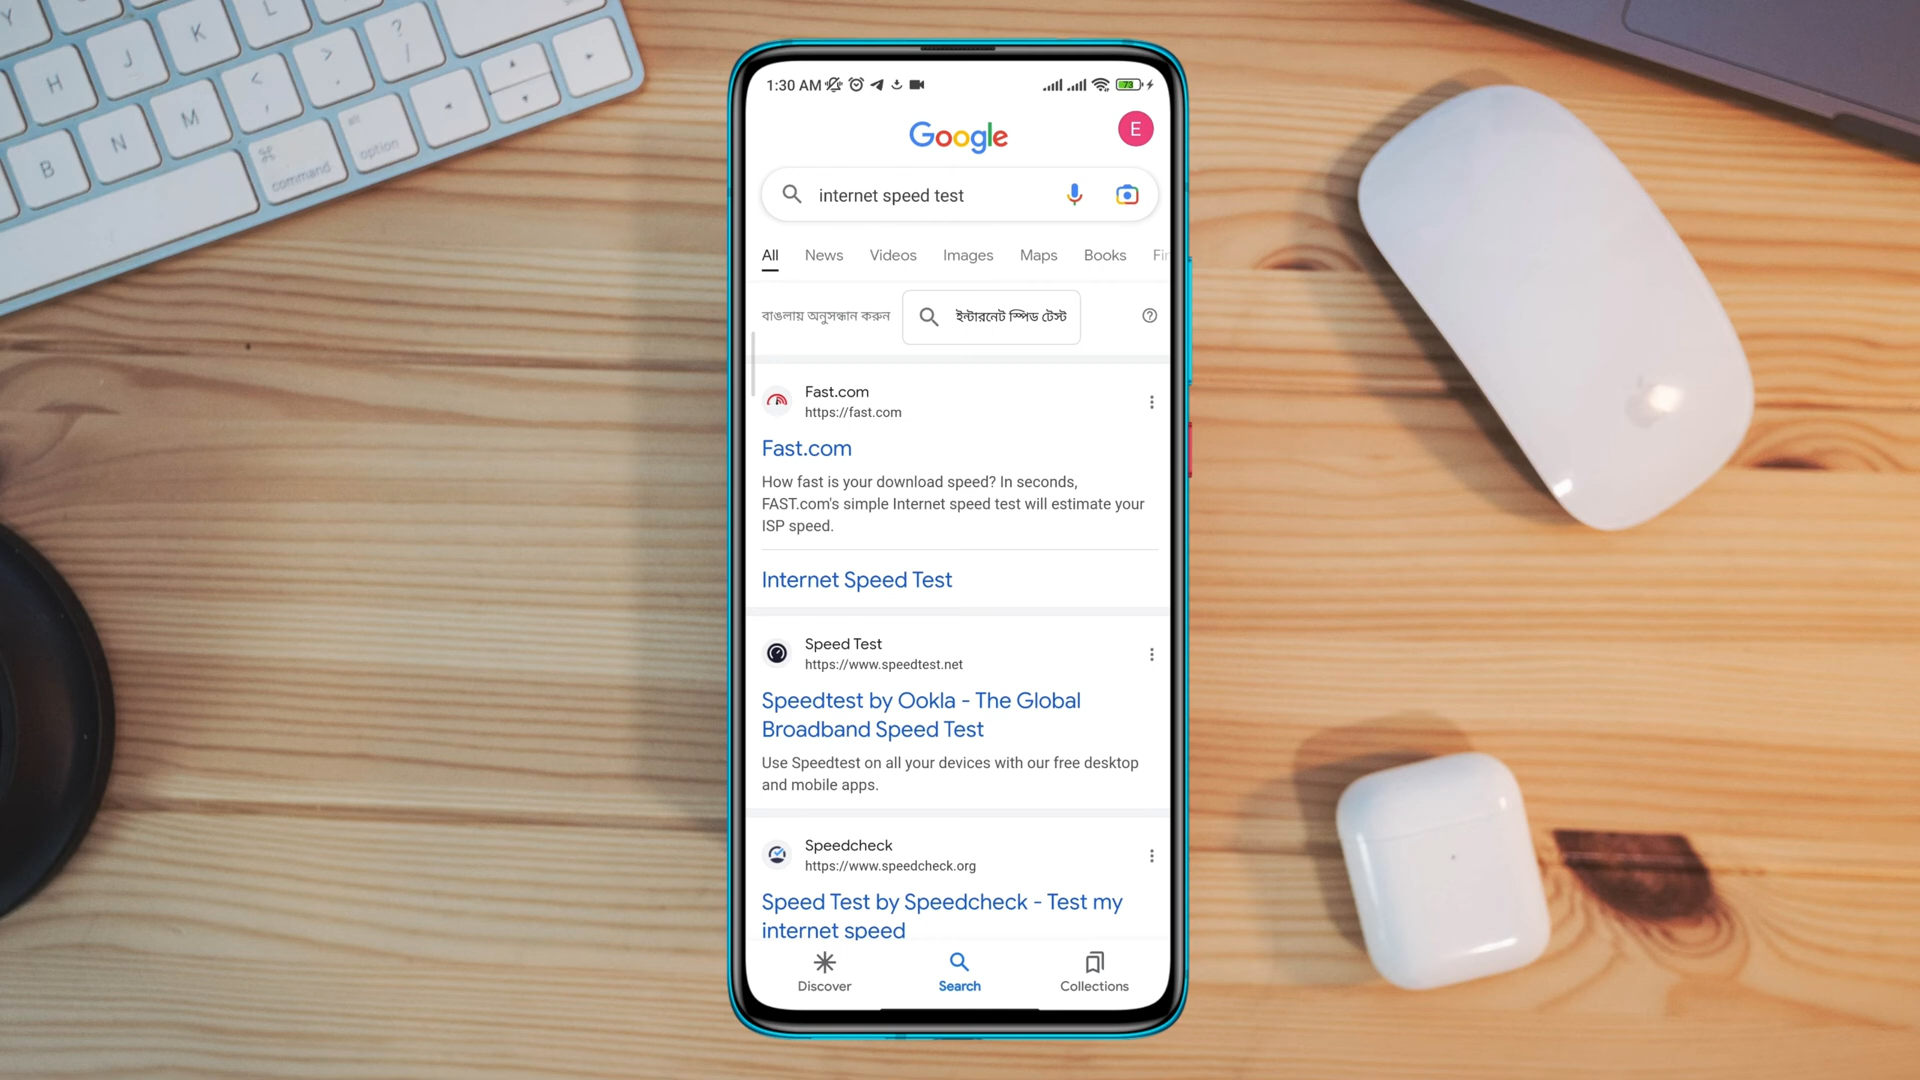 K
L
?
/
H
J
>
.
<
,
B
N
M
alt
option
⌘
command
1:30 AM
73
Google
E
internet speed test
All News Videos Images Maps Books Fin
বাঙলায় অনুসন্ধান করুন
ইন্টারনেট স্পিড টেস্ট
Fast.com
https://fast.com
Fast.com
How fast is your download speed? In seconds,
FAST.com's simple Internet speed test will estimate your
ISP speed.
Internet Speed Test
Speed Test
https://www.speedtest.net
Speedtest by Ookla - The Global
Broadband Speed Test
Use Speedtest on all your devices with our free desktop
and mobile apps.
Speedcheck
https://www.speedcheck.org
Speed Test by Speedcheck - Test my
internet speed
Discover Search Collections